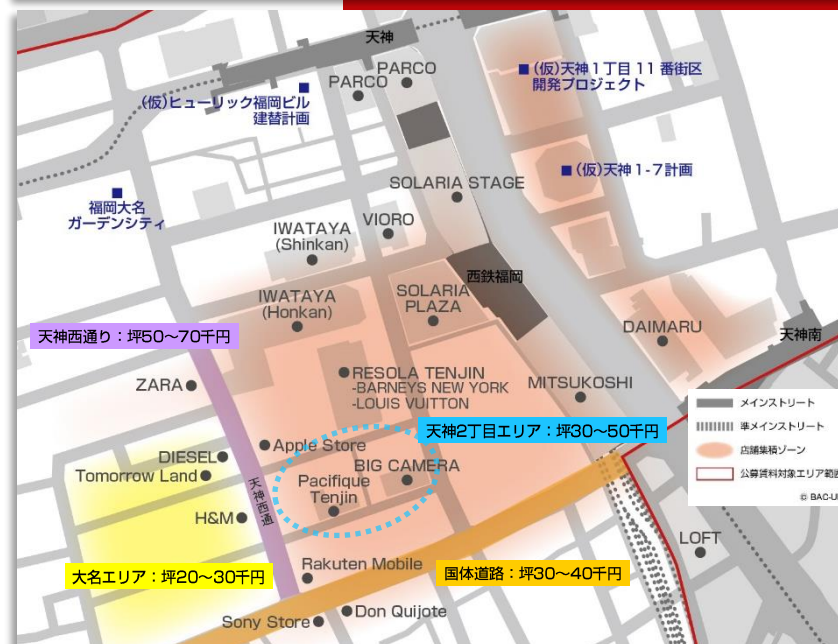 天神
PARCO
PARCO
(仮)ヒューリック福岡ビル
建替計画
(仮)天神1丁目11番街区
開発プロジェクト
(仮)天神1-7計画
SOLARIA STAGE
福岡大名
ガーデンシティ
VIORO
IWATAYA
(Shinkan)
西鉄福岡
IWATAYA
(Honkan)
SOLARIA
PLAZA
天神西通り:坪50~70千円
DAIMARU
天神南
ZARA
RESOLA TENJIN
-BARNEYS NEW YORK
-LOUIS VUITTON
MITSUKOSHI
メインストリート
準メインストリート
店舗集積ゾーン
公募賃料対象エリア範囲
© BAC-U
天神2丁目エリア:坪30~50千円
Apple Store
DIESEL
Tomorrow Land
BIG CAMERA
Pacifique
Tenjin
天神西通
H&M
LOFT
Rakuten Mobile
国体道路:坪30~40千円
大名エリア:坪20~30千円
Don Quijote
Sony Store